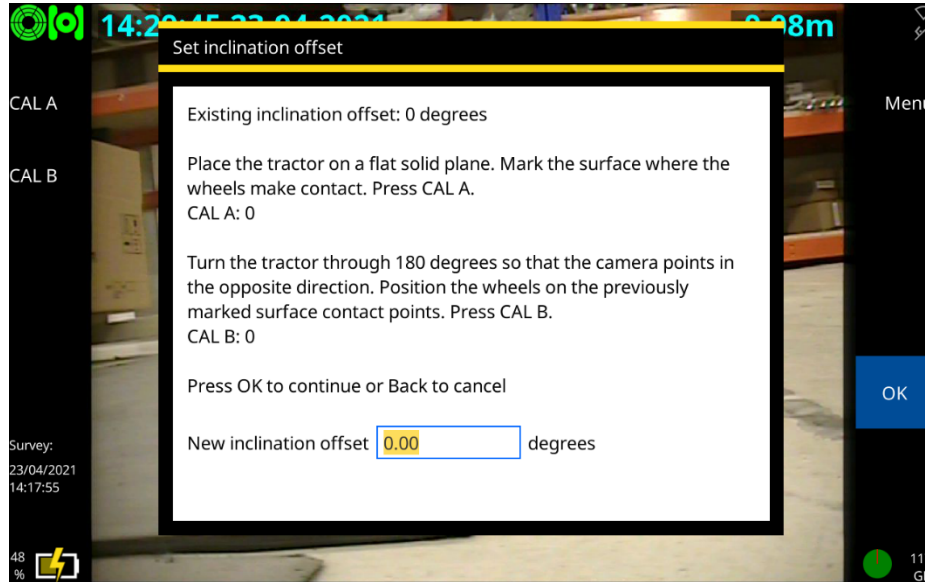 14:2
8m
Set inclination offset
CAL A
CAL B
Menu
Existing inclination offset: 0 degrees
Place the tractor on a flat solid plane. Mark the surface where the
wheels make contact. Press CAL A.
CAL A: 0
Turn the tractor through 180 degrees so that the camera points in
the opposite direction. Position the wheels on the previously
marked surface contact points. Press CAL B.
CAL B: 0
Press OK to continue or Back to cancel
OK
New inclination offset 0.00 degrees
Survey:
23/04/2021
14:17:55
48
%